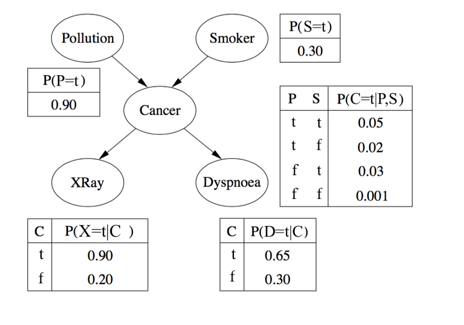 Pollution
Smoker
P(S=t)
0.30
P(P=t)
0.90
Cancer
P S P(C=t|P,S)
t t 0.05
t f 0.02
f t 0.03
f f 0.001
XRay
Dyspnoea
C P(X=t|C )
t 0.90
f 0.20
C P(D=t|C)
t 0.65
f 0.30